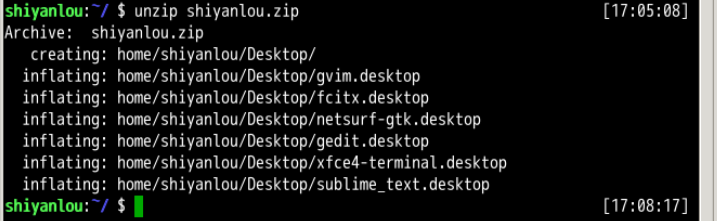 shiyanlou:~/ $ unzip shiyanlou.zip [17:05:08]
Archive:  shiyanlou.zip
   creating: home/shiyanlou/Desktop/
  inflating: home/shiyanlou/Desktop/gvim.desktop
  inflating: home/shiyanlou/Desktop/fcitx.desktop
  inflating: home/shiyanlou/Desktop/netsurf-gtk.desktop
  inflating: home/shiyanlou/Desktop/gedit.desktop
  inflating: home/shiyanlou/Desktop/xfce4-terminal.desktop
  inflating: home/shiyanlou/Desktop/sublime_text.desktop
shiyanlou:~/ $ [17:08:17]